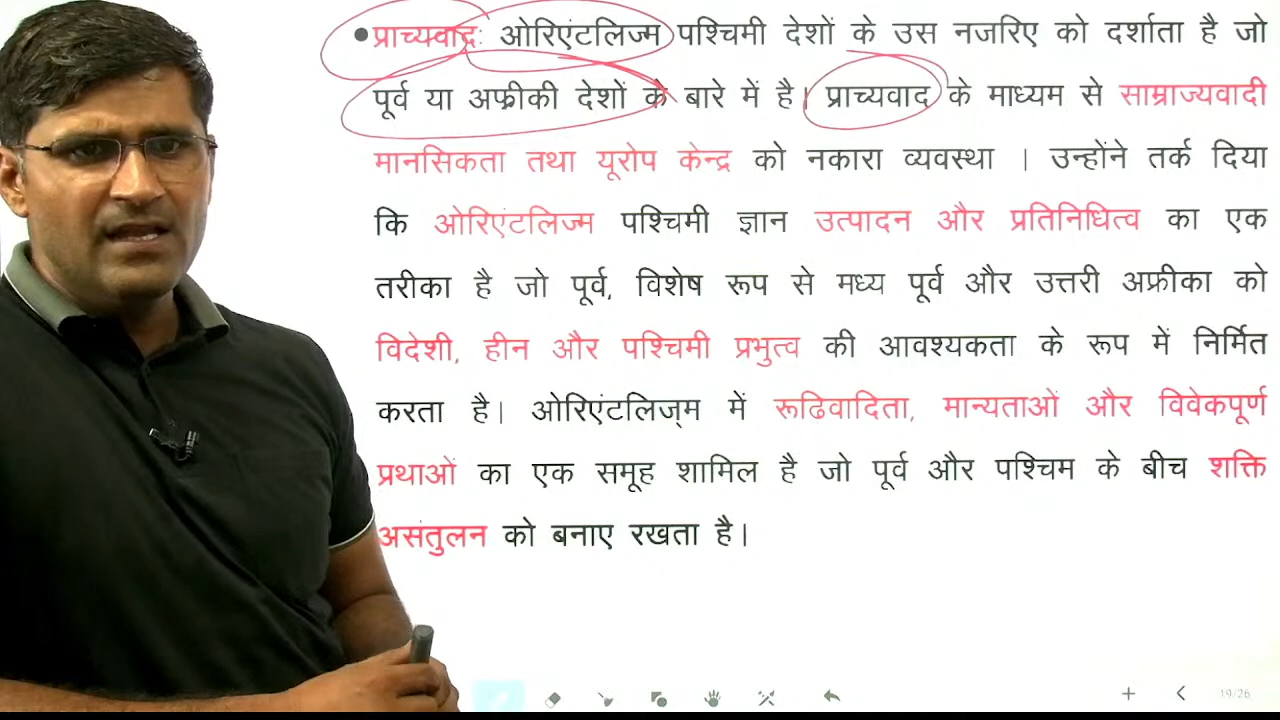 • प्राच्यवाद: ओरिएंटलिज्म पश्चिमी देशों के उस नजरिए को दर्शाता है जो
पूर्व या अफ्रीकी देशों के बारे में है। प्राच्यवाद के माध्यम से साम्राज्यवादी
मानसिकता तथा यूरोप केन्द्र को नकारा व्यवस्था । उन्होंने तर्क दिया
कि ओरिएंटलिज्म पश्चिमी ज्ञान उत्पादन और प्रतिनिधित्व का एक
तरीका है जो पूर्व, विशेष रूप से मध्य पूर्व और उत्तरी अफ्रीका को
विदेशी, हीन और पश्चिमी प्रभुत्व की आवश्यकता के रूप में निर्मित
करता है। ओरिएंटलिज्‌म में रूढिवादिता, मान्यताओं और विवेकपूर्ण
प्रथाओं का एक समूह शामिल है जो पूर्व और पश्चिम के बीच शक्ति
असंतुलन को बनाए रखता है।
19/26